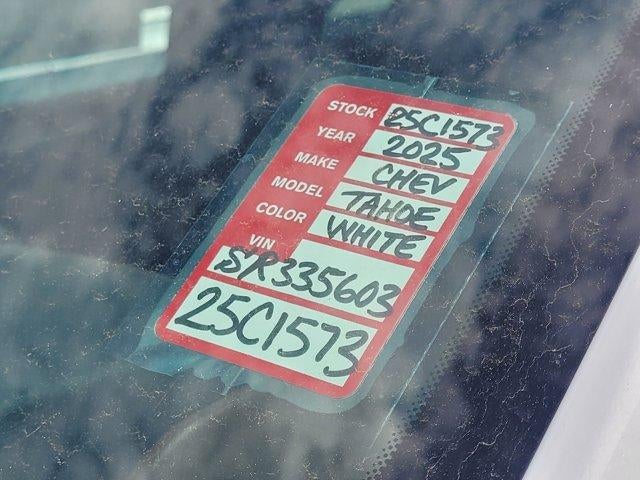 STOCK 25C1573
YEAR 2025
MAKE CHEV
MODEL TAHOE
COLOR WHITE
VIN SR335603
25C1573